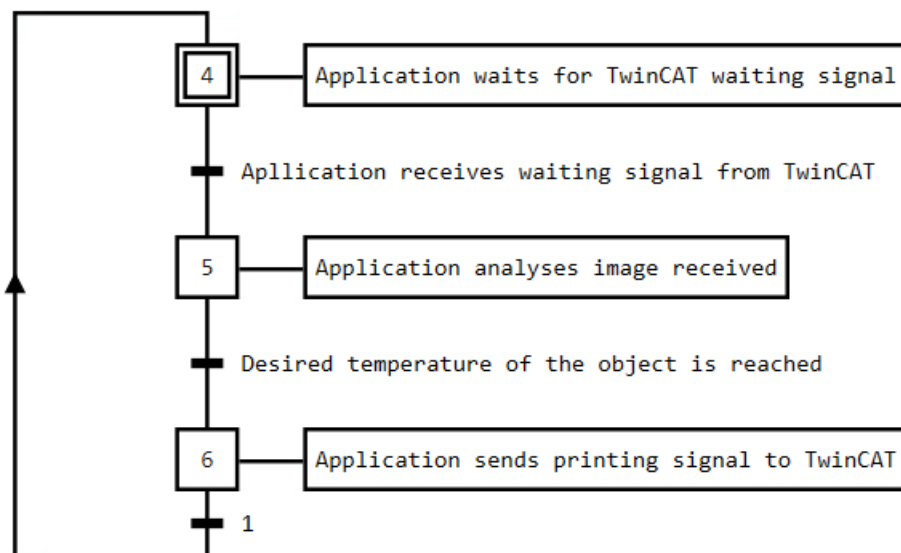 4
Application waits for TwinCAT waiting signal
Apllication receives waiting signal from TwinCAT
5
Application analyses image received
Desired temperature of the object is reached
6
Application sends printing signal to TwinCAT
1